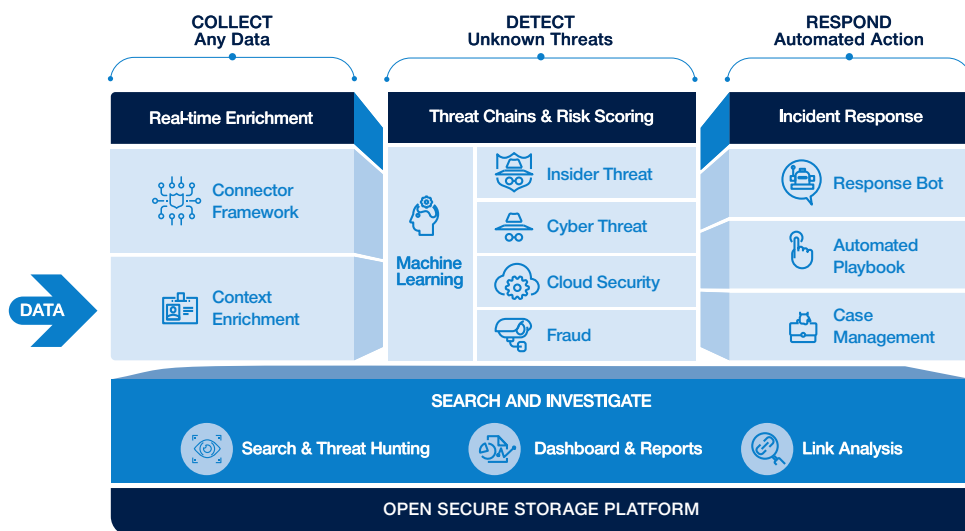 COLLECT
Any Data
DETECT
Unknown Threats
RESPOND
Automated Action
Real-time Enrichment
Threat Chains & Risk Scoring
Incident Response
DATA
Connector
Framework
Context
Enrichment
Machine
Learning
Insider Threat
Cyber Threat
Cloud Security
Fraud
Response Bot
Automated
Playbook
Case
Management
SEARCH AND INVESTIGATE
Search & Threat Hunting
Dashboard & Reports
Link Analysis
OPEN SECURE STORAGE PLATFORM